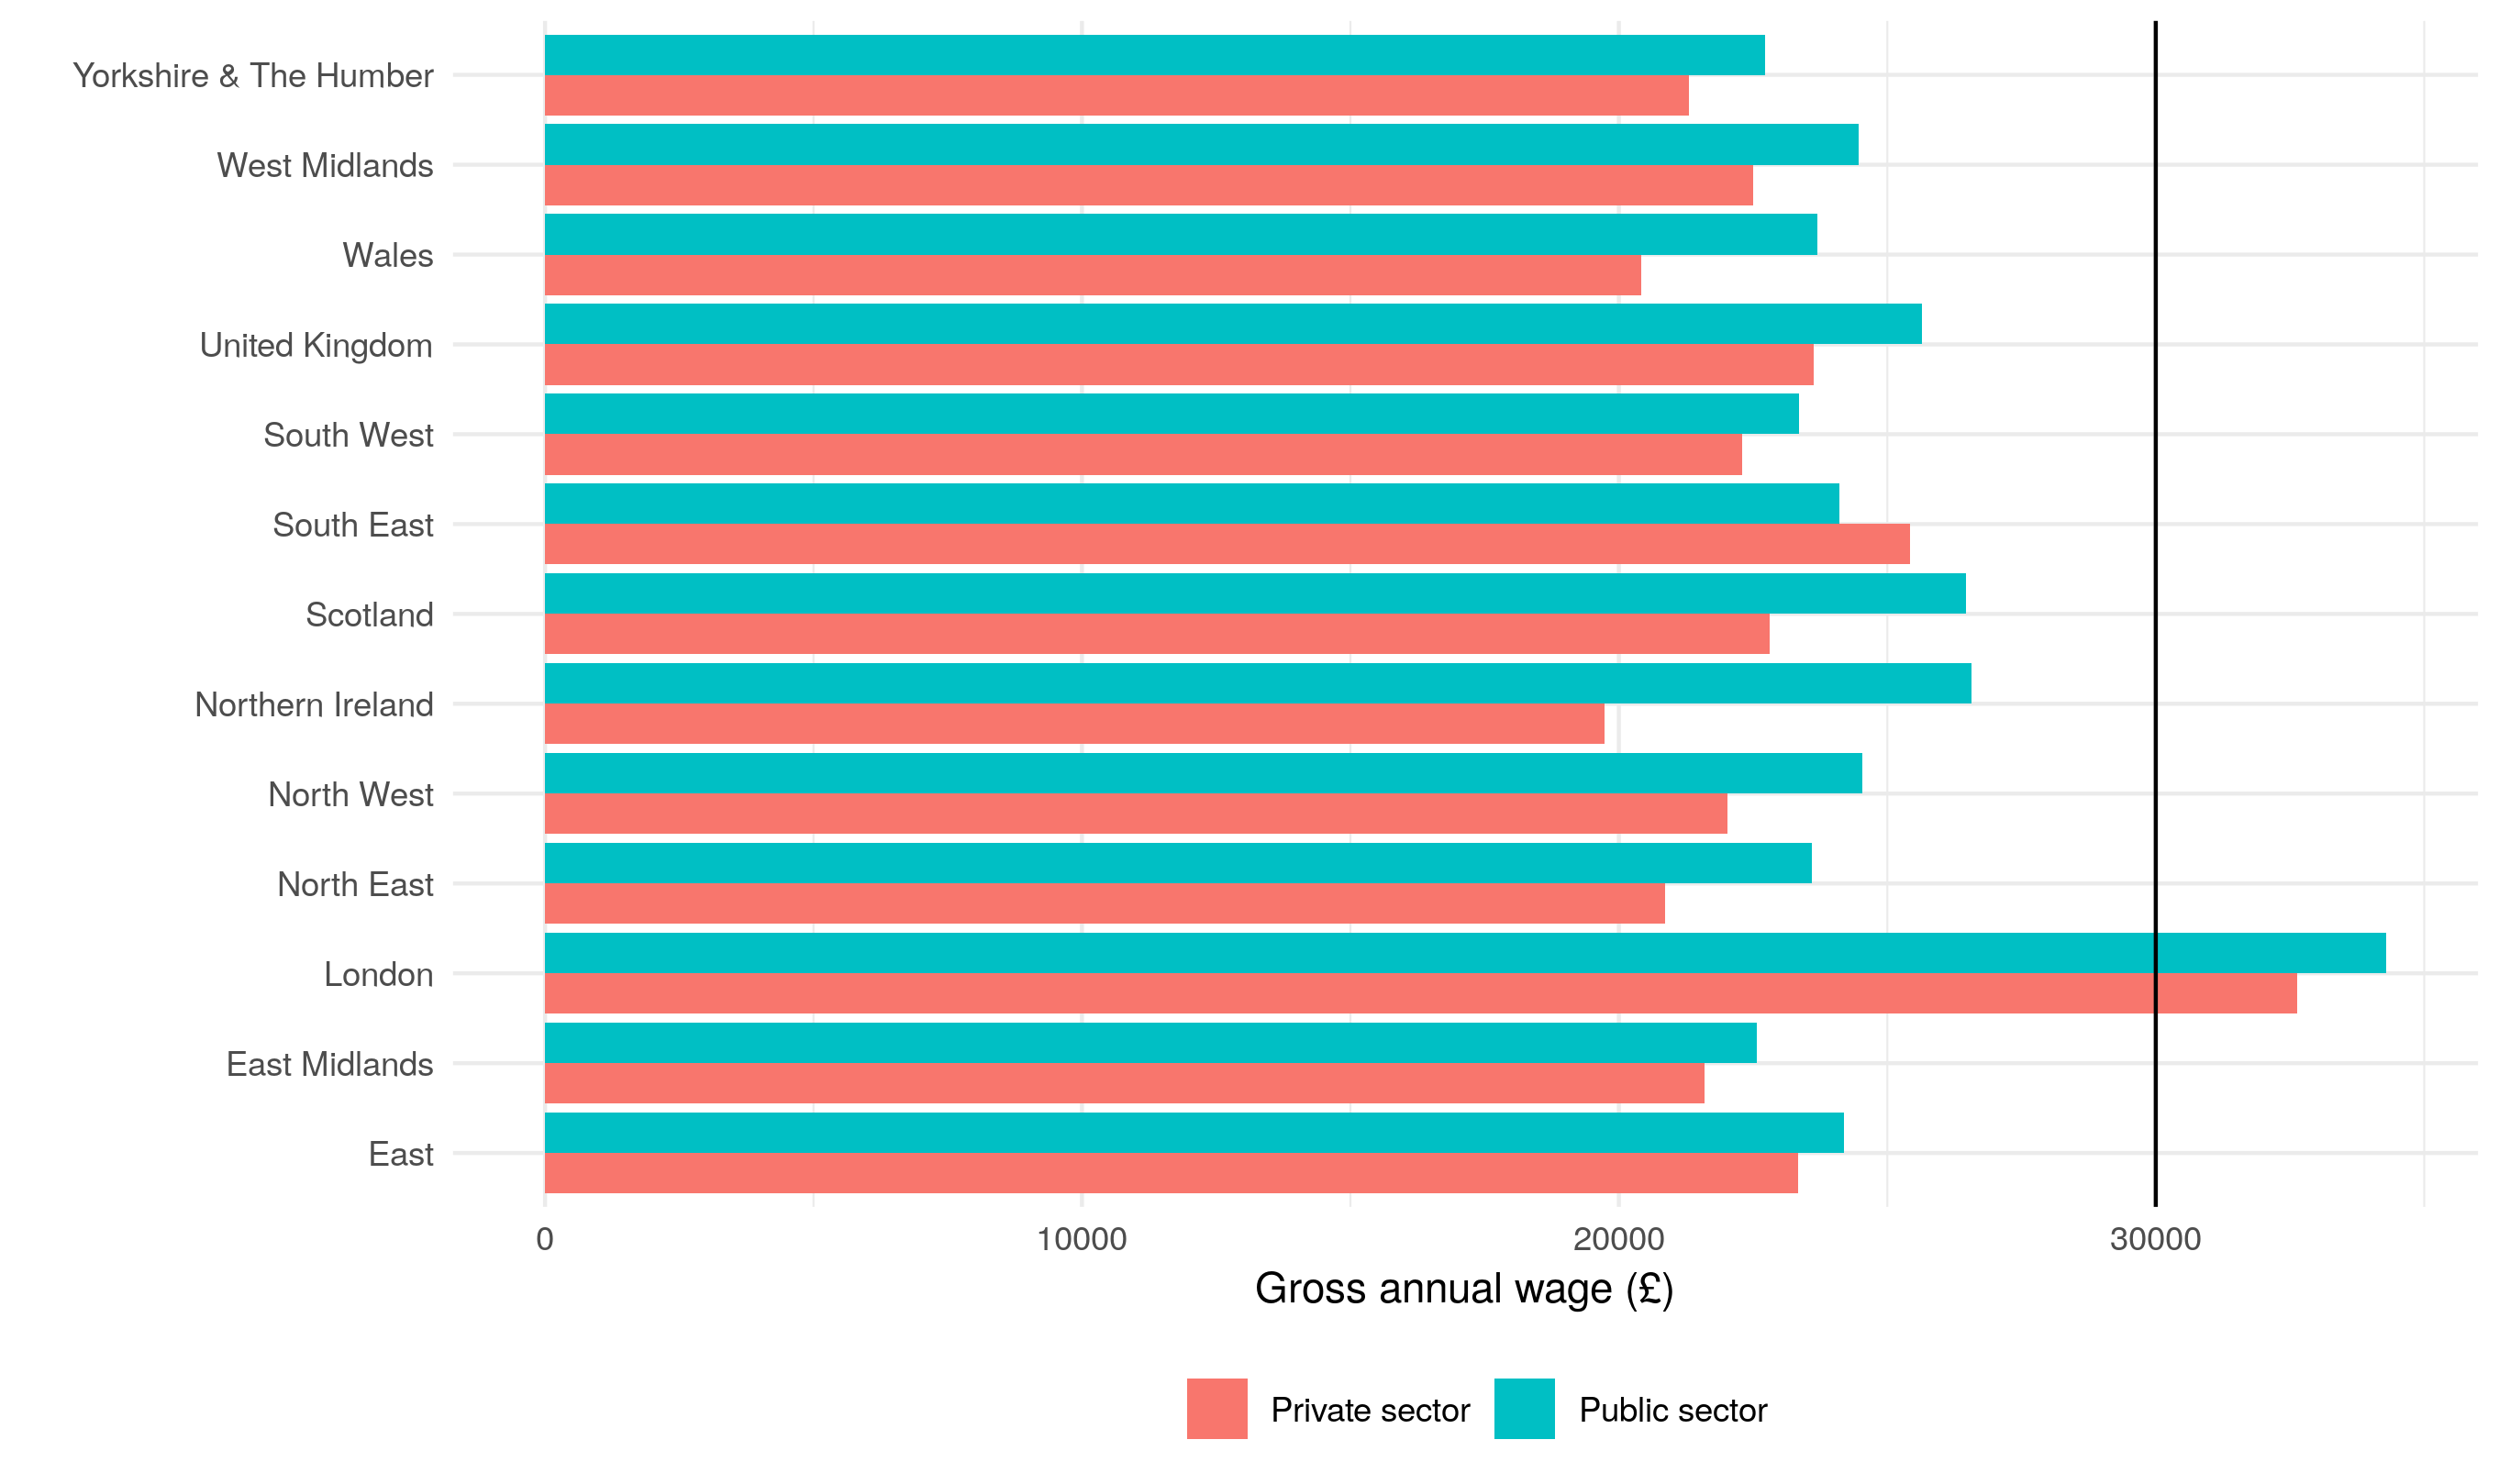 Yorkshire & The Humber
West Midlands
Wales
United Kingdom
South West
South East
Scotland
Northern Ireland
North West
North East
London
East Midlands
East
0 10000 20000 30000
Gross annual wage (£)
Private sector Public sector